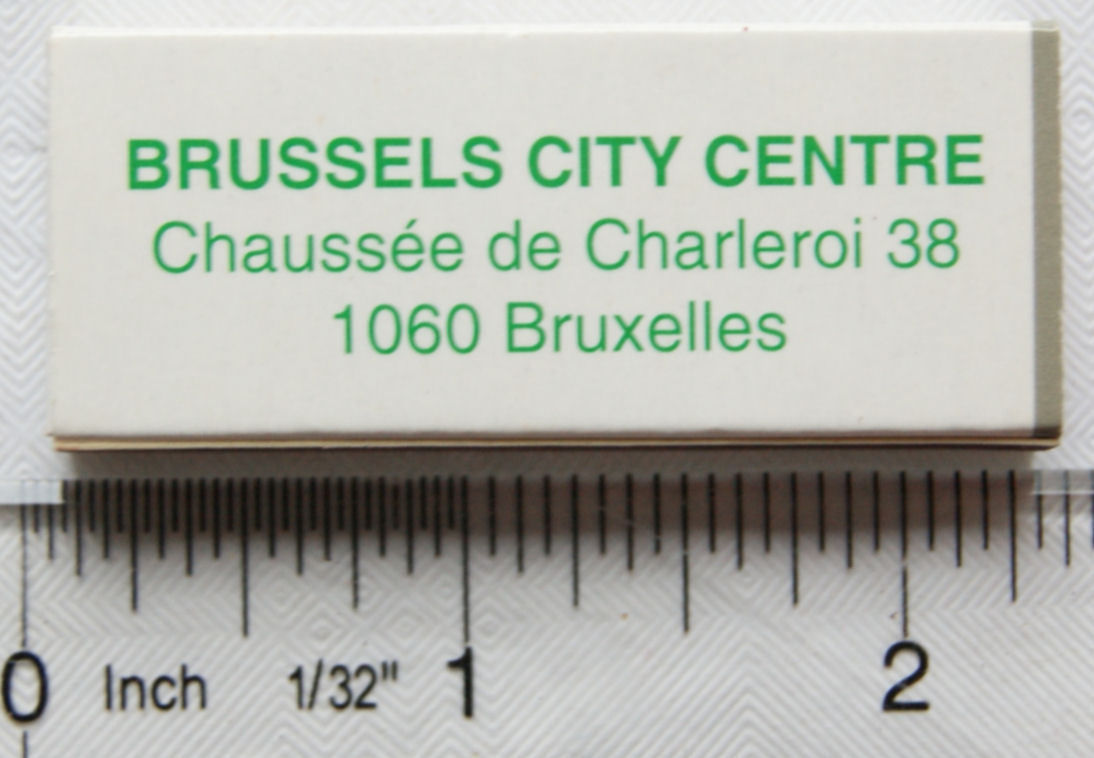 BRUSSELS CITY CENTRE
Chaussée de Charleroi 38
1060 Bruxelles
0 Inch 1/32" 1 2